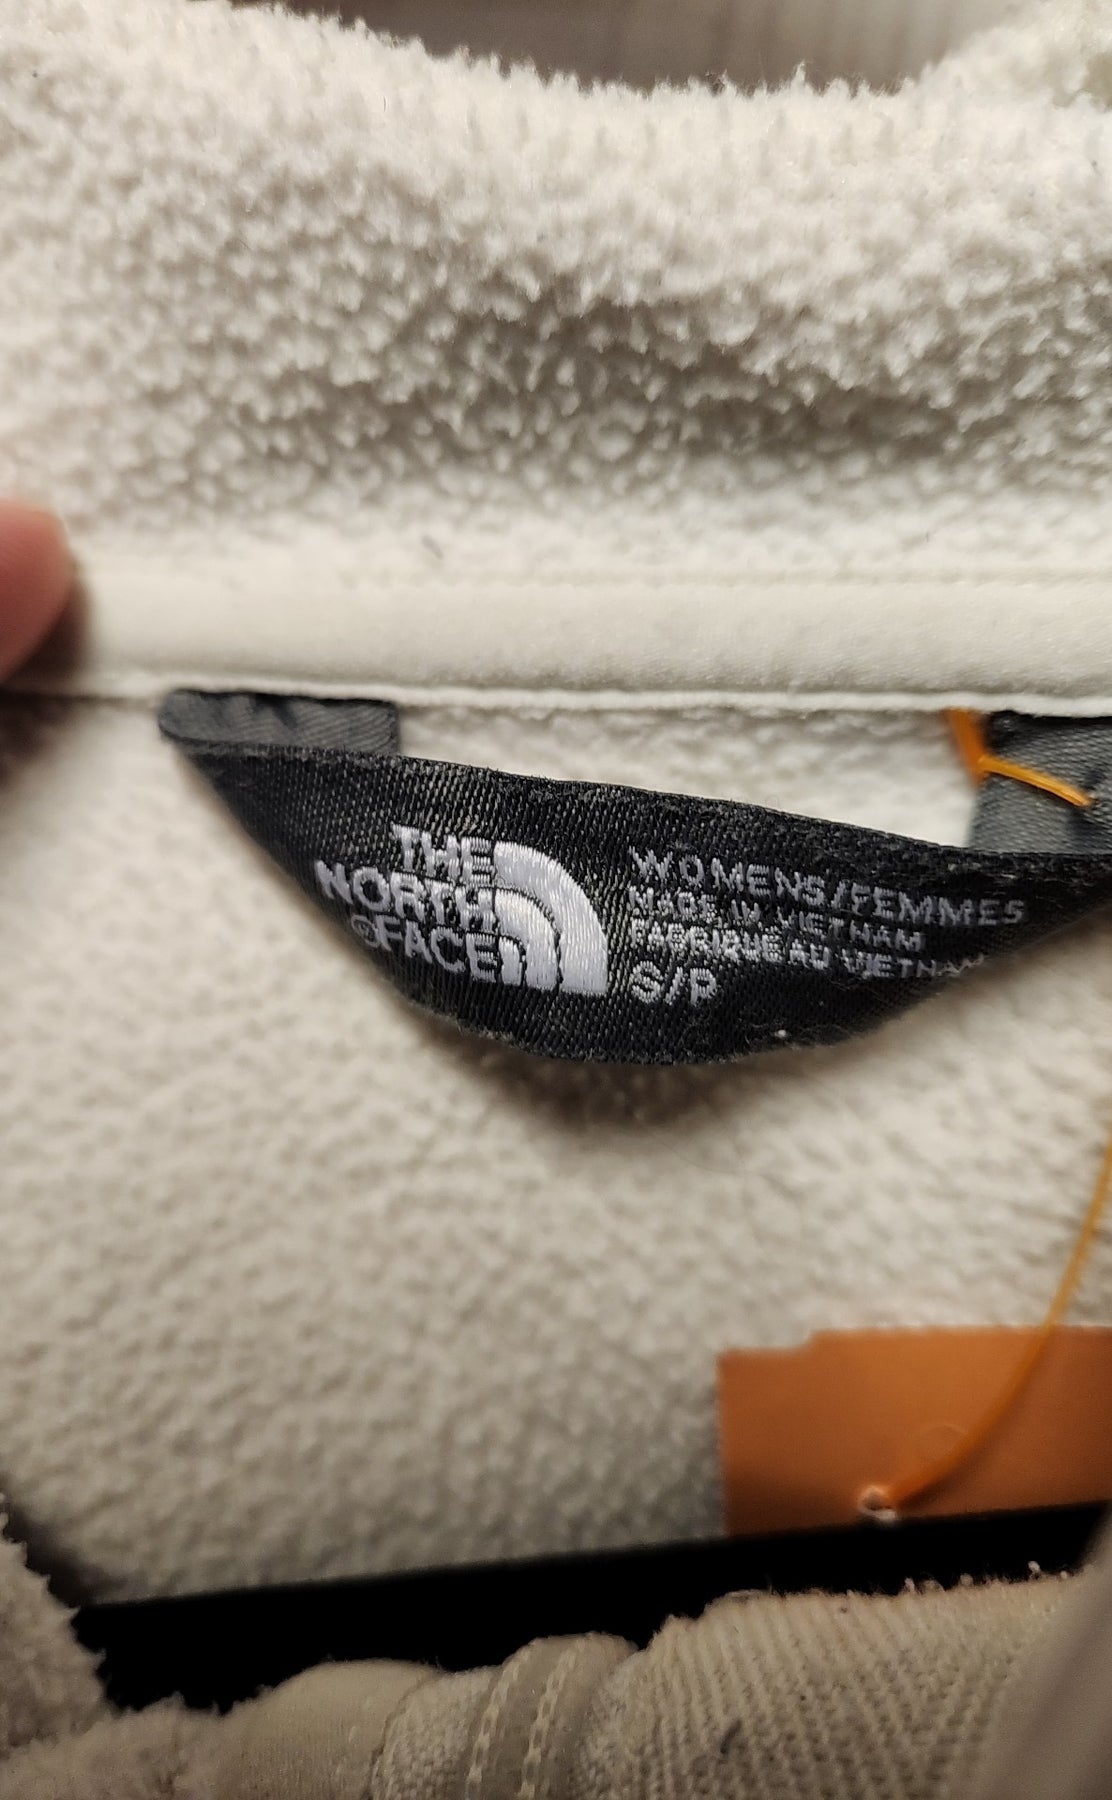 THE
NORTH
®FACE
WOMENS/FEMMES
MADE IN VIETNAM
FABRIQUE AU VIETNAM
S/P